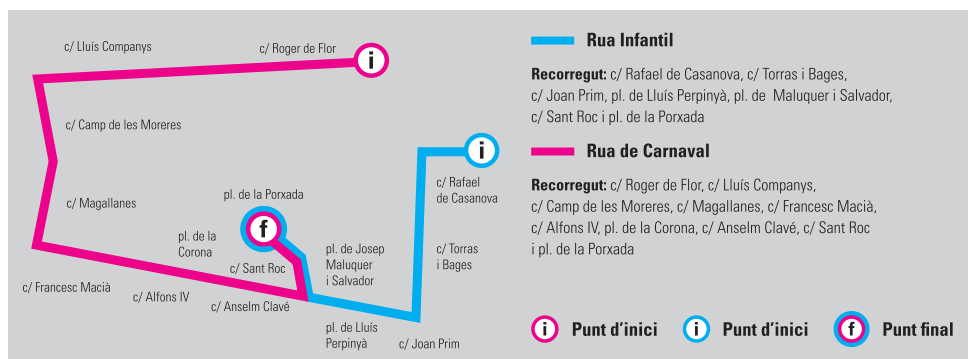 c/ Lluís Companys
c/ Roger de Flor
i
c/ Camp de les Moreres
c/ Magallanes
c/ Francesc Macià
c/ Alfons IV
c/ Anselm Clavé
pl. de la
Corona
pl. de la Porxada
f
c/ Sant Roc
pl. de Josep
Maluquer
i Salvador
pl. de Lluís
Perpinyà
c/ Joan Prim
c/ Torras
i Bages
c/ Rafael
de Casanova
i
Rua Infantil
Recorregut: c/ Rafael de Casanova, c/ Torras i Bages,
c/ Joan Prim, pl. de Lluís Perpinyà, pl. de Maluquer i Salvador,
c/ Sant Roc i pl. de la Porxada
Rua de Carnaval
Recorregut: c/ Roger de Flor, c/ Lluís Companys,
c/ Camp de les Moreres, c/ Magallanes, c/ Francesc Macià,
c/ Alfons IV, pl. de la Corona, c/ Anselm Clavé, c/ Sant Roc
i pl. de la Porxada
i Punt d'inici
i Punt d'inici
f Punt final